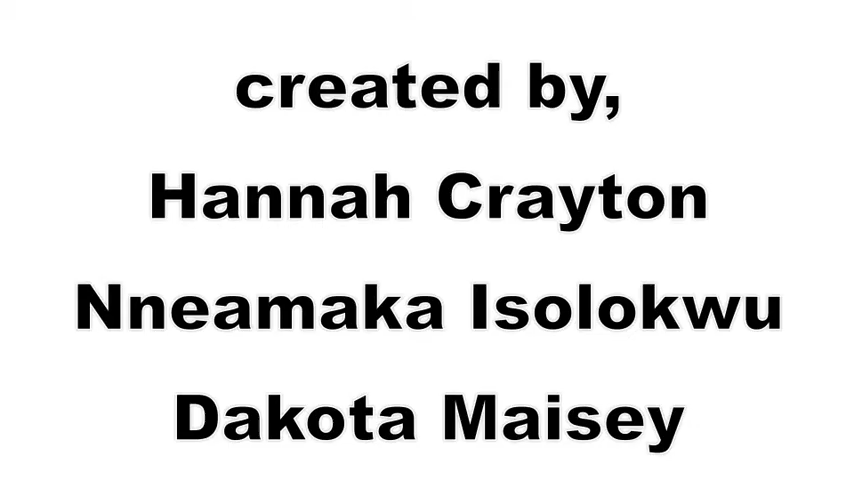 created by,
Hannah Crayton
Nneamaka Isolokwu
Dakota Maisey